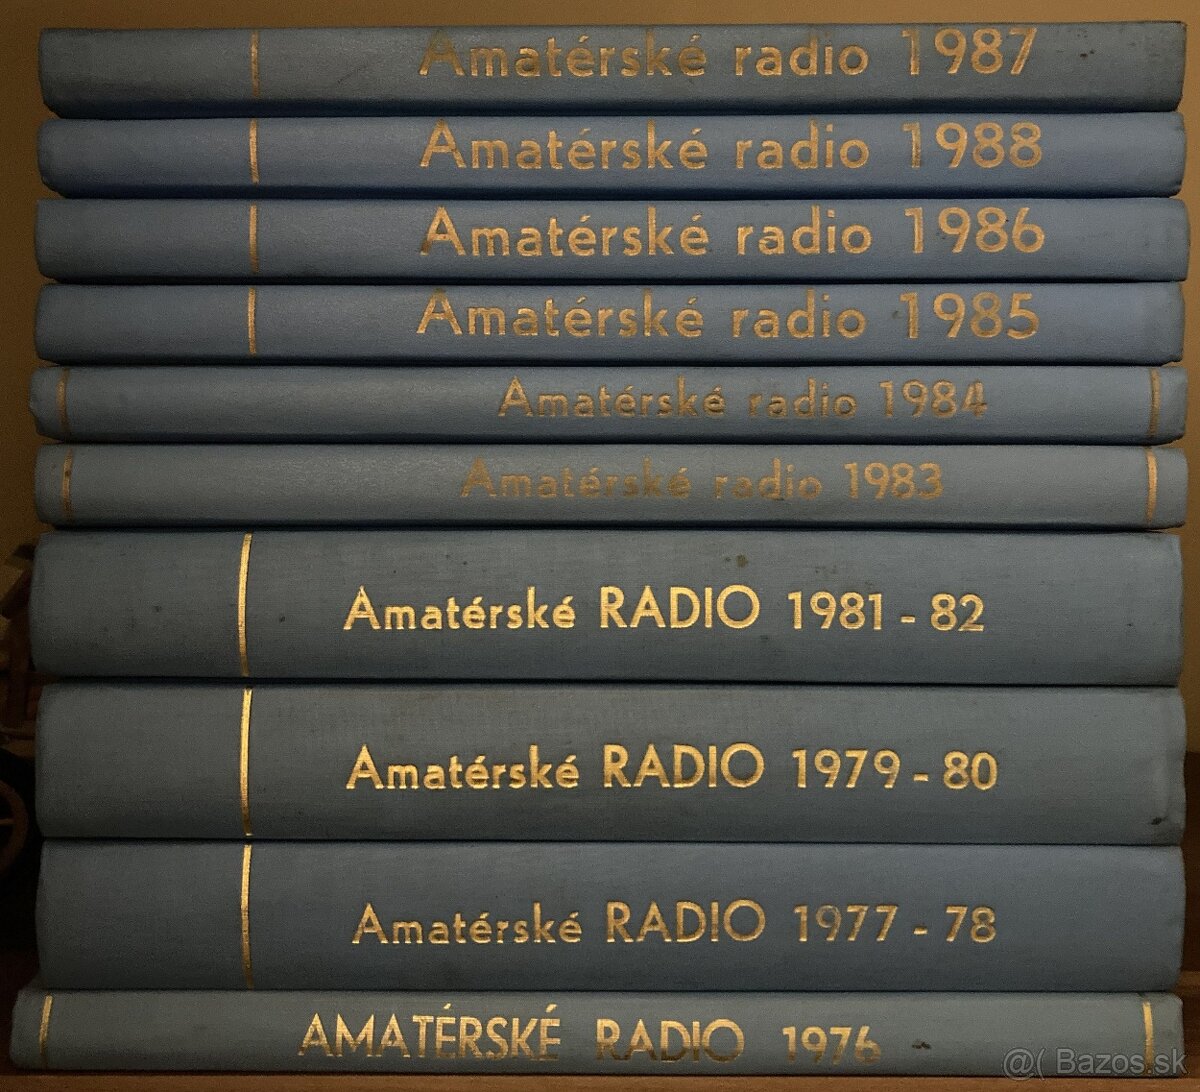 Amatérské radio 1987
Amatérské radio 1988
Amatérské radio 1986
Amatérské radio 1985
Amatérské radio 1984
Amatérské radio 1983
Amatérské RADIO 1981 - 82
Amatérské RADIO 1979 - 80
Amatérské RADIO 1977 - 78
AMATÉRSKÉ RADIO 1976
@( Bazos.sk